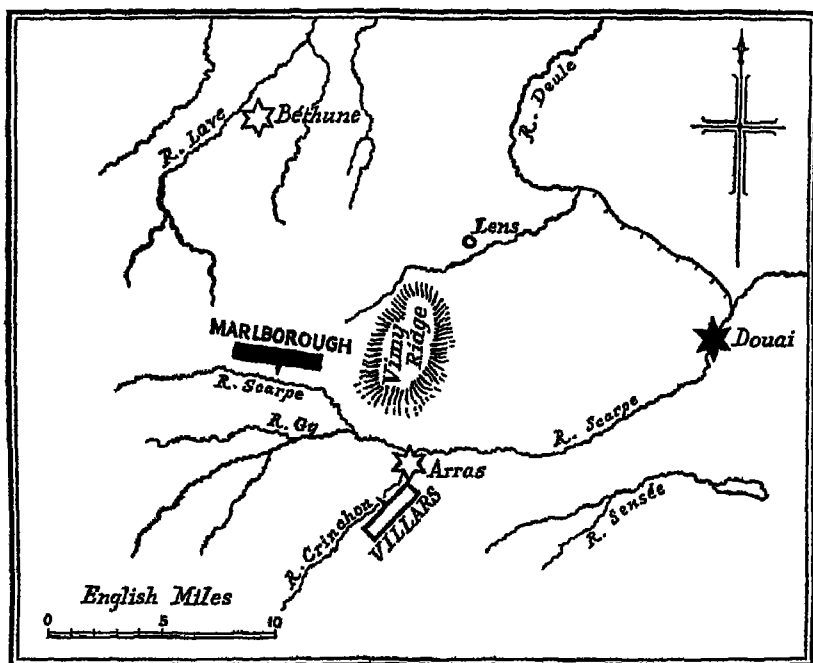 R. Deule
R. Lave
Béthune
Lens
MARLBOROUGH
Vimy
Ridge
Douai
R. Scarpe
R. Gy
R. Scarpe
Arras
R. Crinchon
VILLARS
R. Sensée
English Miles
0 5 10